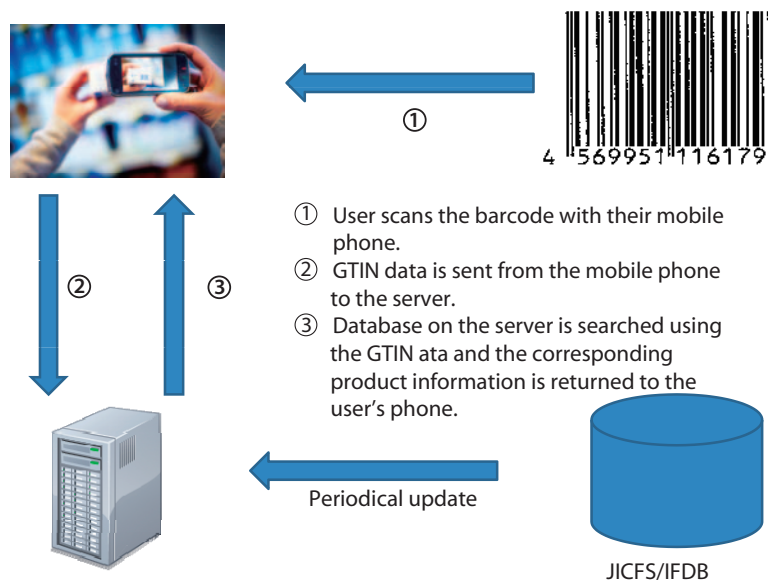 ①
4 569951 116179
① User scans the barcode with their mobile
phone.
② GTIN data is sent from the mobile phone
to the server.
③ Database on the server is searched using
the GTIN ata and the corresponding
product information is returned to the
user's phone.
②
③
Periodical update
JICFS/IFDB